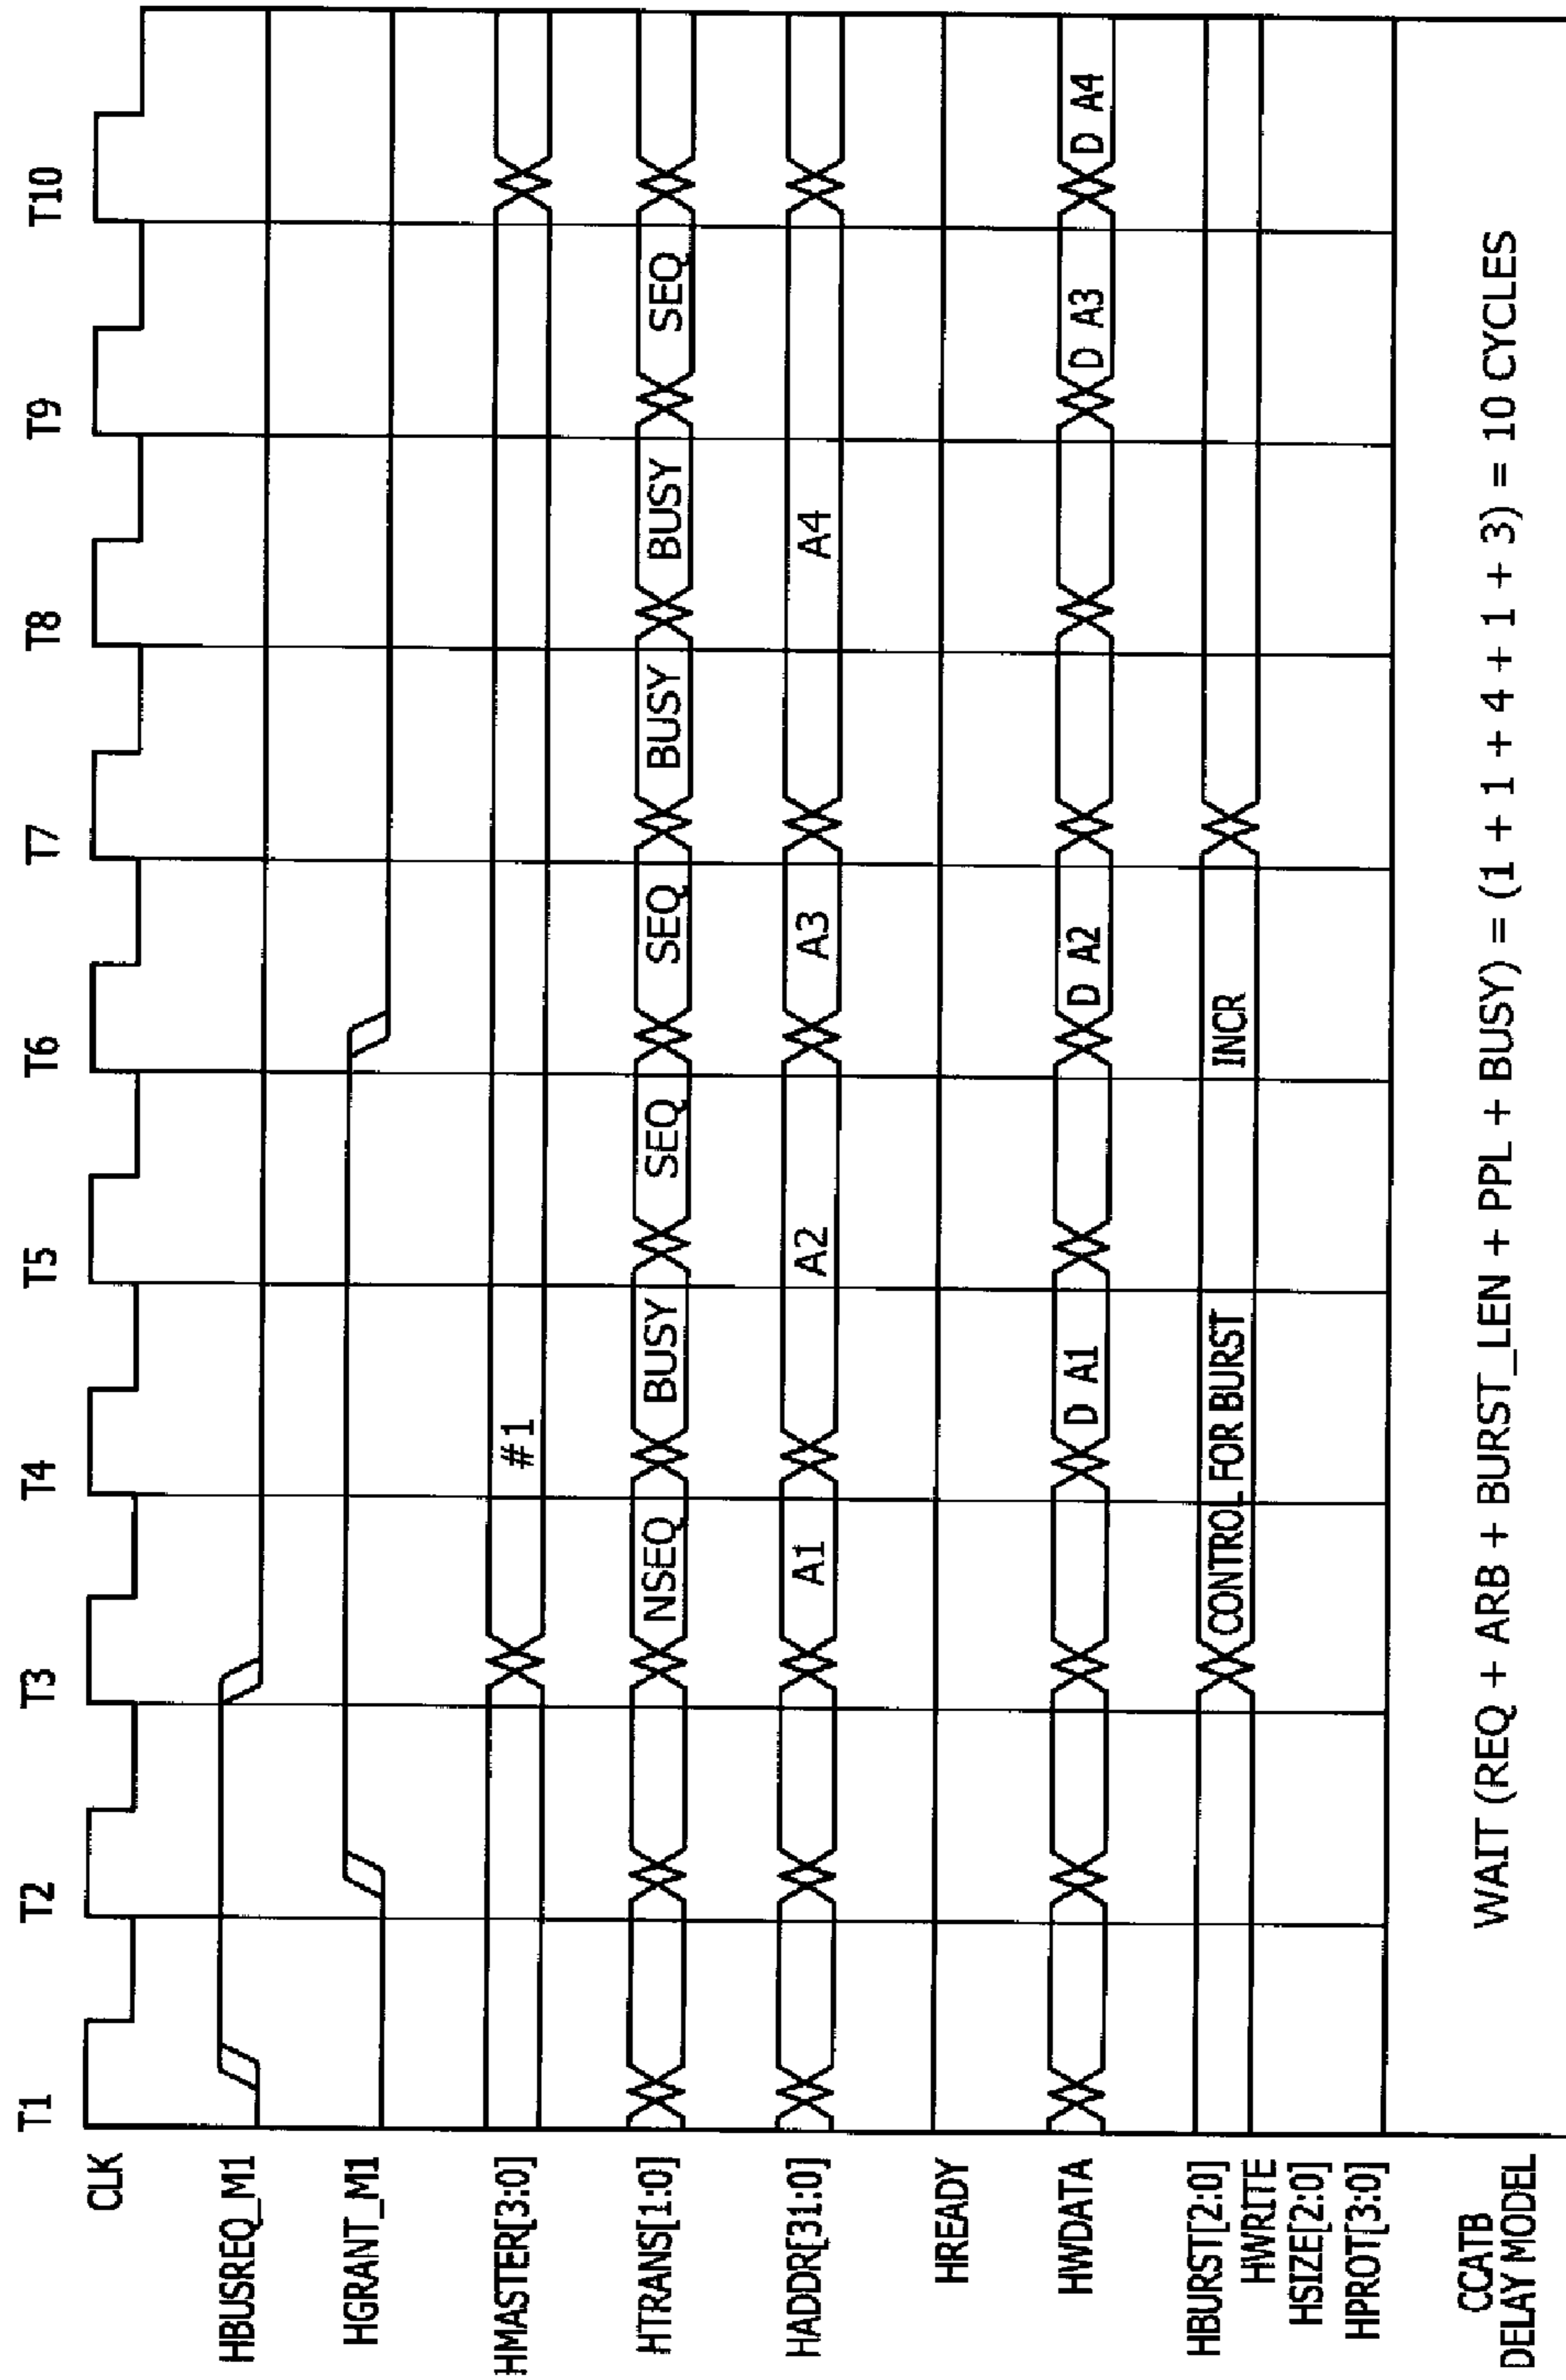 T1 T2 T3 T4 T5 T6 T7 T8 T9 T10
CLK
HBUSREQ_M1
HGRANT_M1
HMASTER[3:0] #1
HTRANS[1:0] NSEQ BUSY SEQ SEQ BUSY BUSY SEQ
HADDR[31:0] A1 A2 A3 A4
HREADY
HWDATA D A1 D A2 D A3 D A4
HBURST[2:0] CONTROL FOR BURST INCR
HWRITE
HSIZE[2:0]
HPROT[3:0]
CCATB
DELAY MODEL
WAIT (REQ + ARB + BURST_LEN + PPL + BUSY) = (1 + 1 + 4 + 1 + 3) = 10 CYCLES